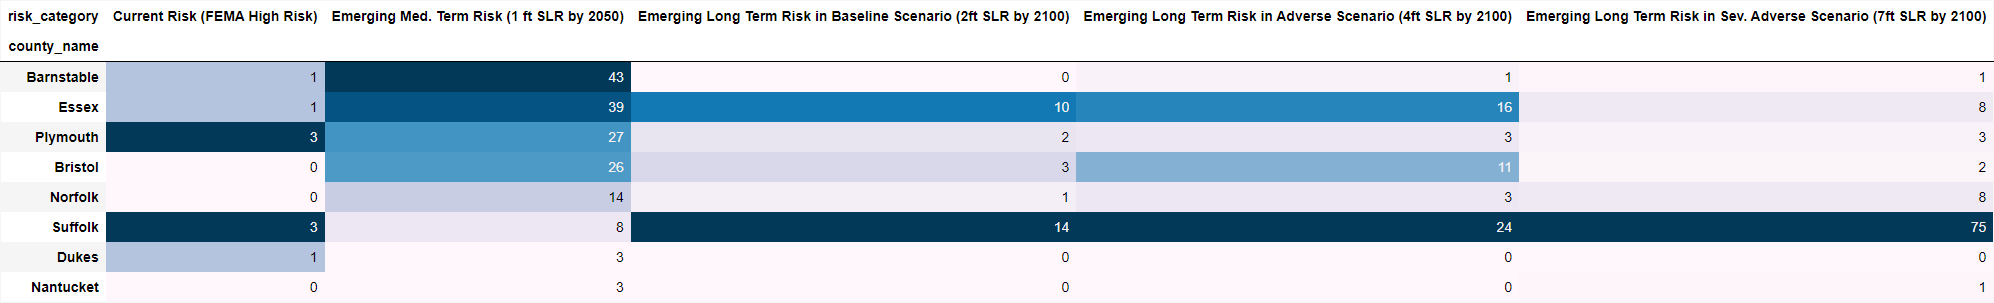 risk_category Current Risk (FEMA High Risk) Emerging Med. Term Risk (1 ft SLR by 2050) Emerging Long Term Risk in Baseline Scenario (2ft SLR by 2100) Emerging Long Term Risk in Adverse Scenario (4ft SLR by 2100) Emerging Long Term Risk in Sev. Adverse Scenario (7ft SLR by 2100)
county_name
Barnstable 1 43 0 1 1
Essex 1 39 10 16 8
Plymouth 3 27 2 3 3
Bristol 0 26 3 11 2
Norfolk 0 14 1 3 8
Suffolk 3 8 14 24 75
Dukes 1 3 0 0 0
Nantucket 0 3 0 0 1